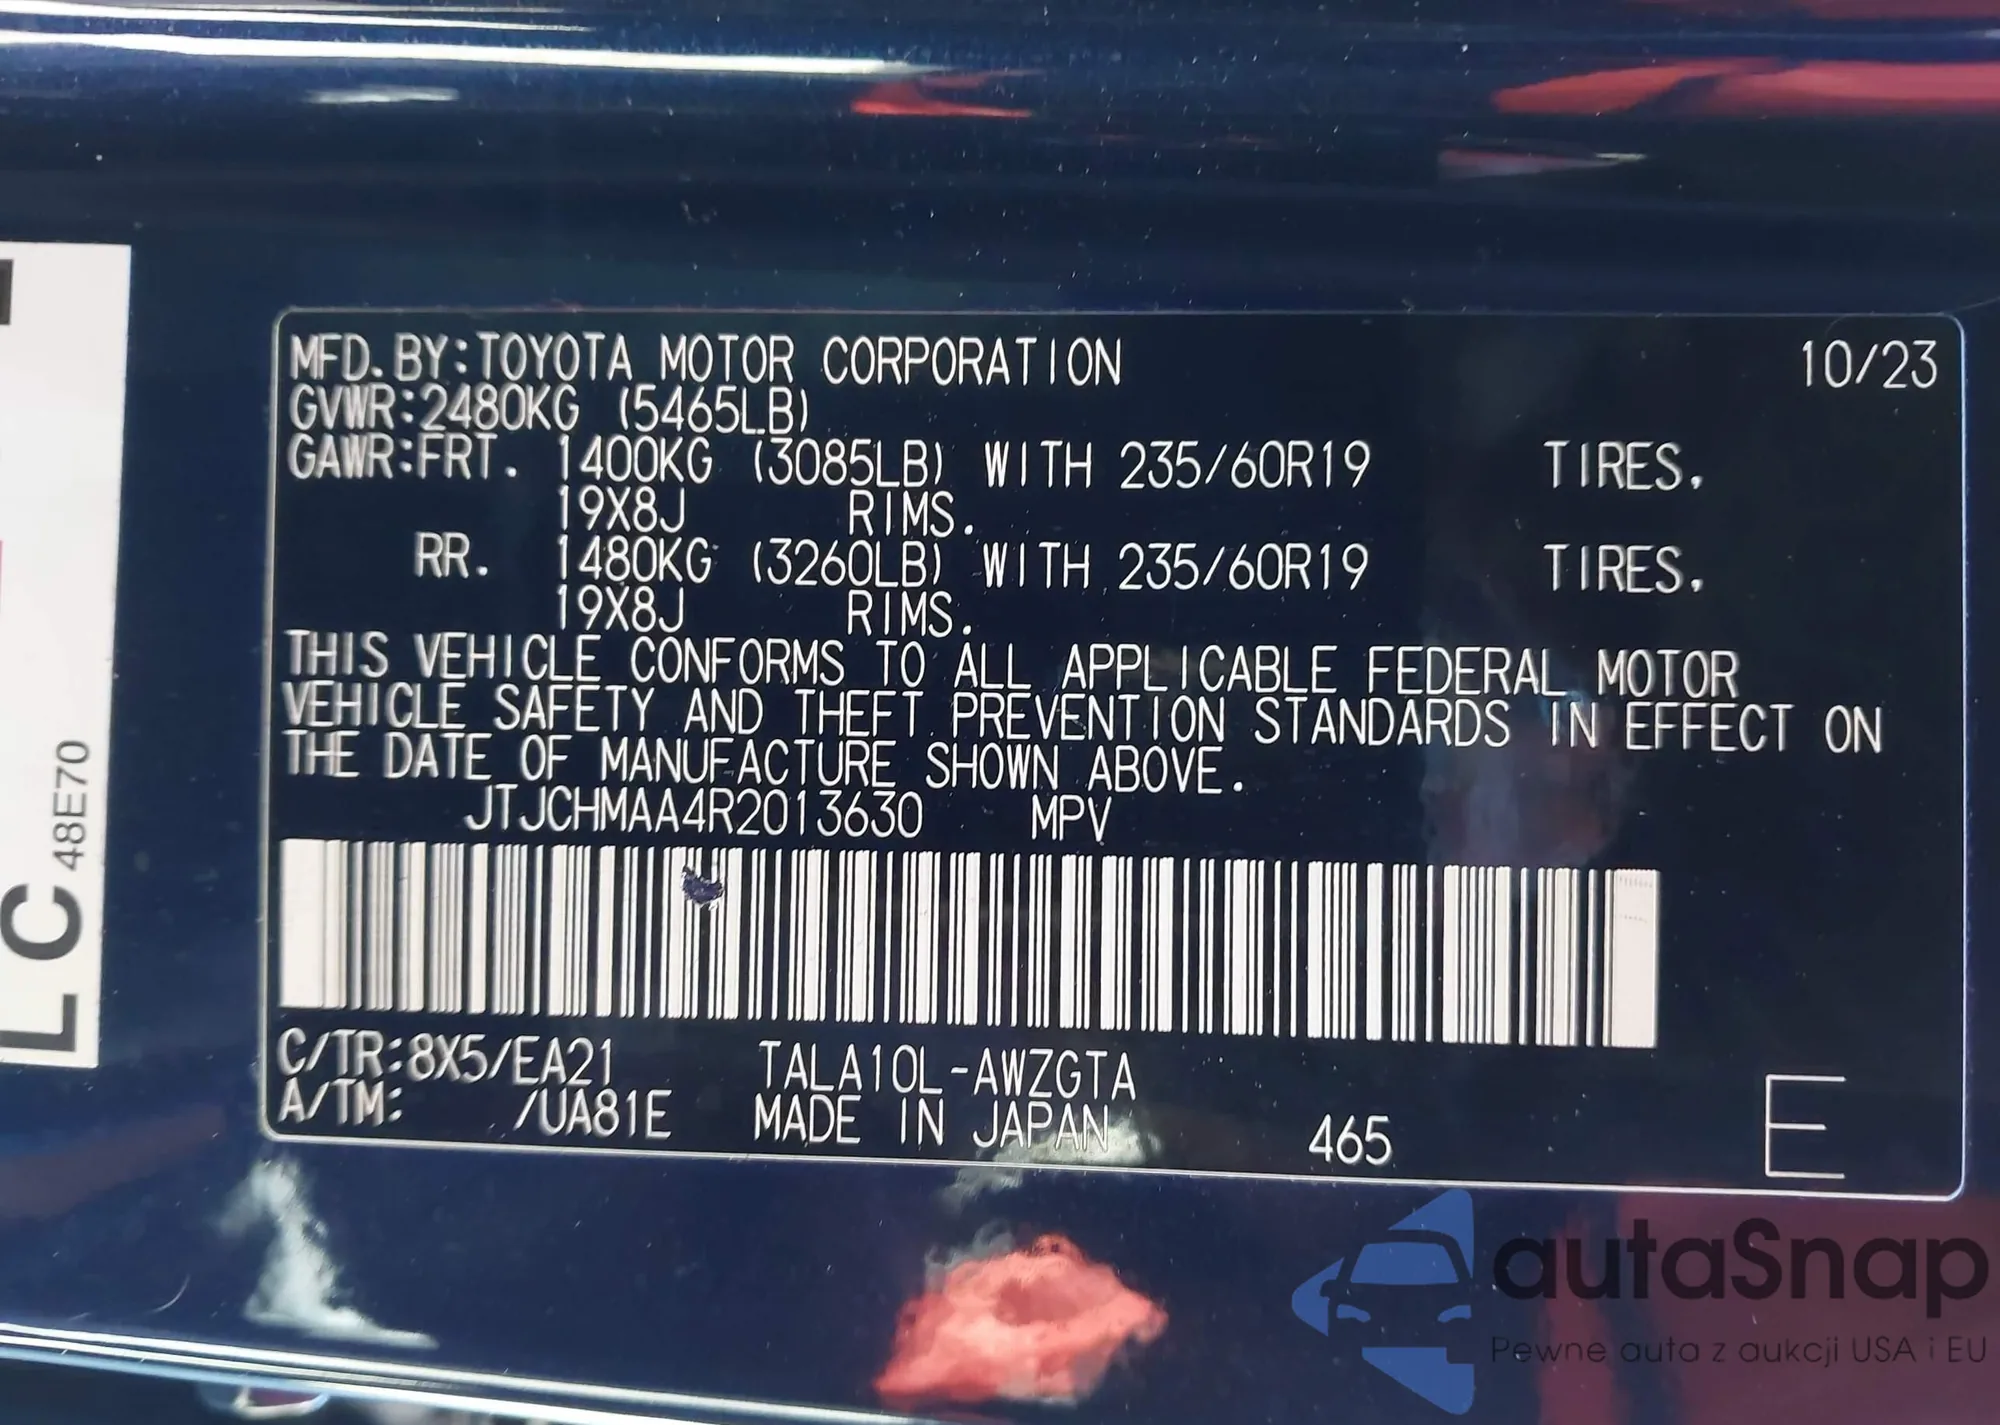 MFD. BY:TOYOTA MOTOR CORPORATION 10/23
GVWR:2480KG (5465LB)
GAWR:FRT. 1400KG (3085LB) WITH 235/60R19 TIRES,
19X8J RIMS.
RR. 1480KG (3260LB) WITH 235/60R19 TIRES,
19X8J RIMS.
THIS VEHICLE CONFORMS TO ALL APPLICABLE FEDERAL MOTOR
VEHICLE SAFETY AND THEFT PREVENTION STANDARDS IN EFFECT ON
THE DATE OF MANUFACTURE SHOWN ABOVE.
JTJCHMAA4R2013630 MPV
C/TR:8X5/EA21 TALA10L-AWZGTA
A/TM: /UA81E MADE IN JAPAN 465 E
LC 48E70
autaSnap
Pewne auta z aukcji USA i EU